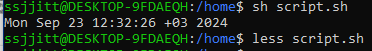 ssjjitt@DESKTOP-9FDAEQH:/home$ sh script.sh
Mon Sep 23 12:32:26 +03 2024
ssjjitt@DESKTOP-9FDAEQH:/home$ less script.sh